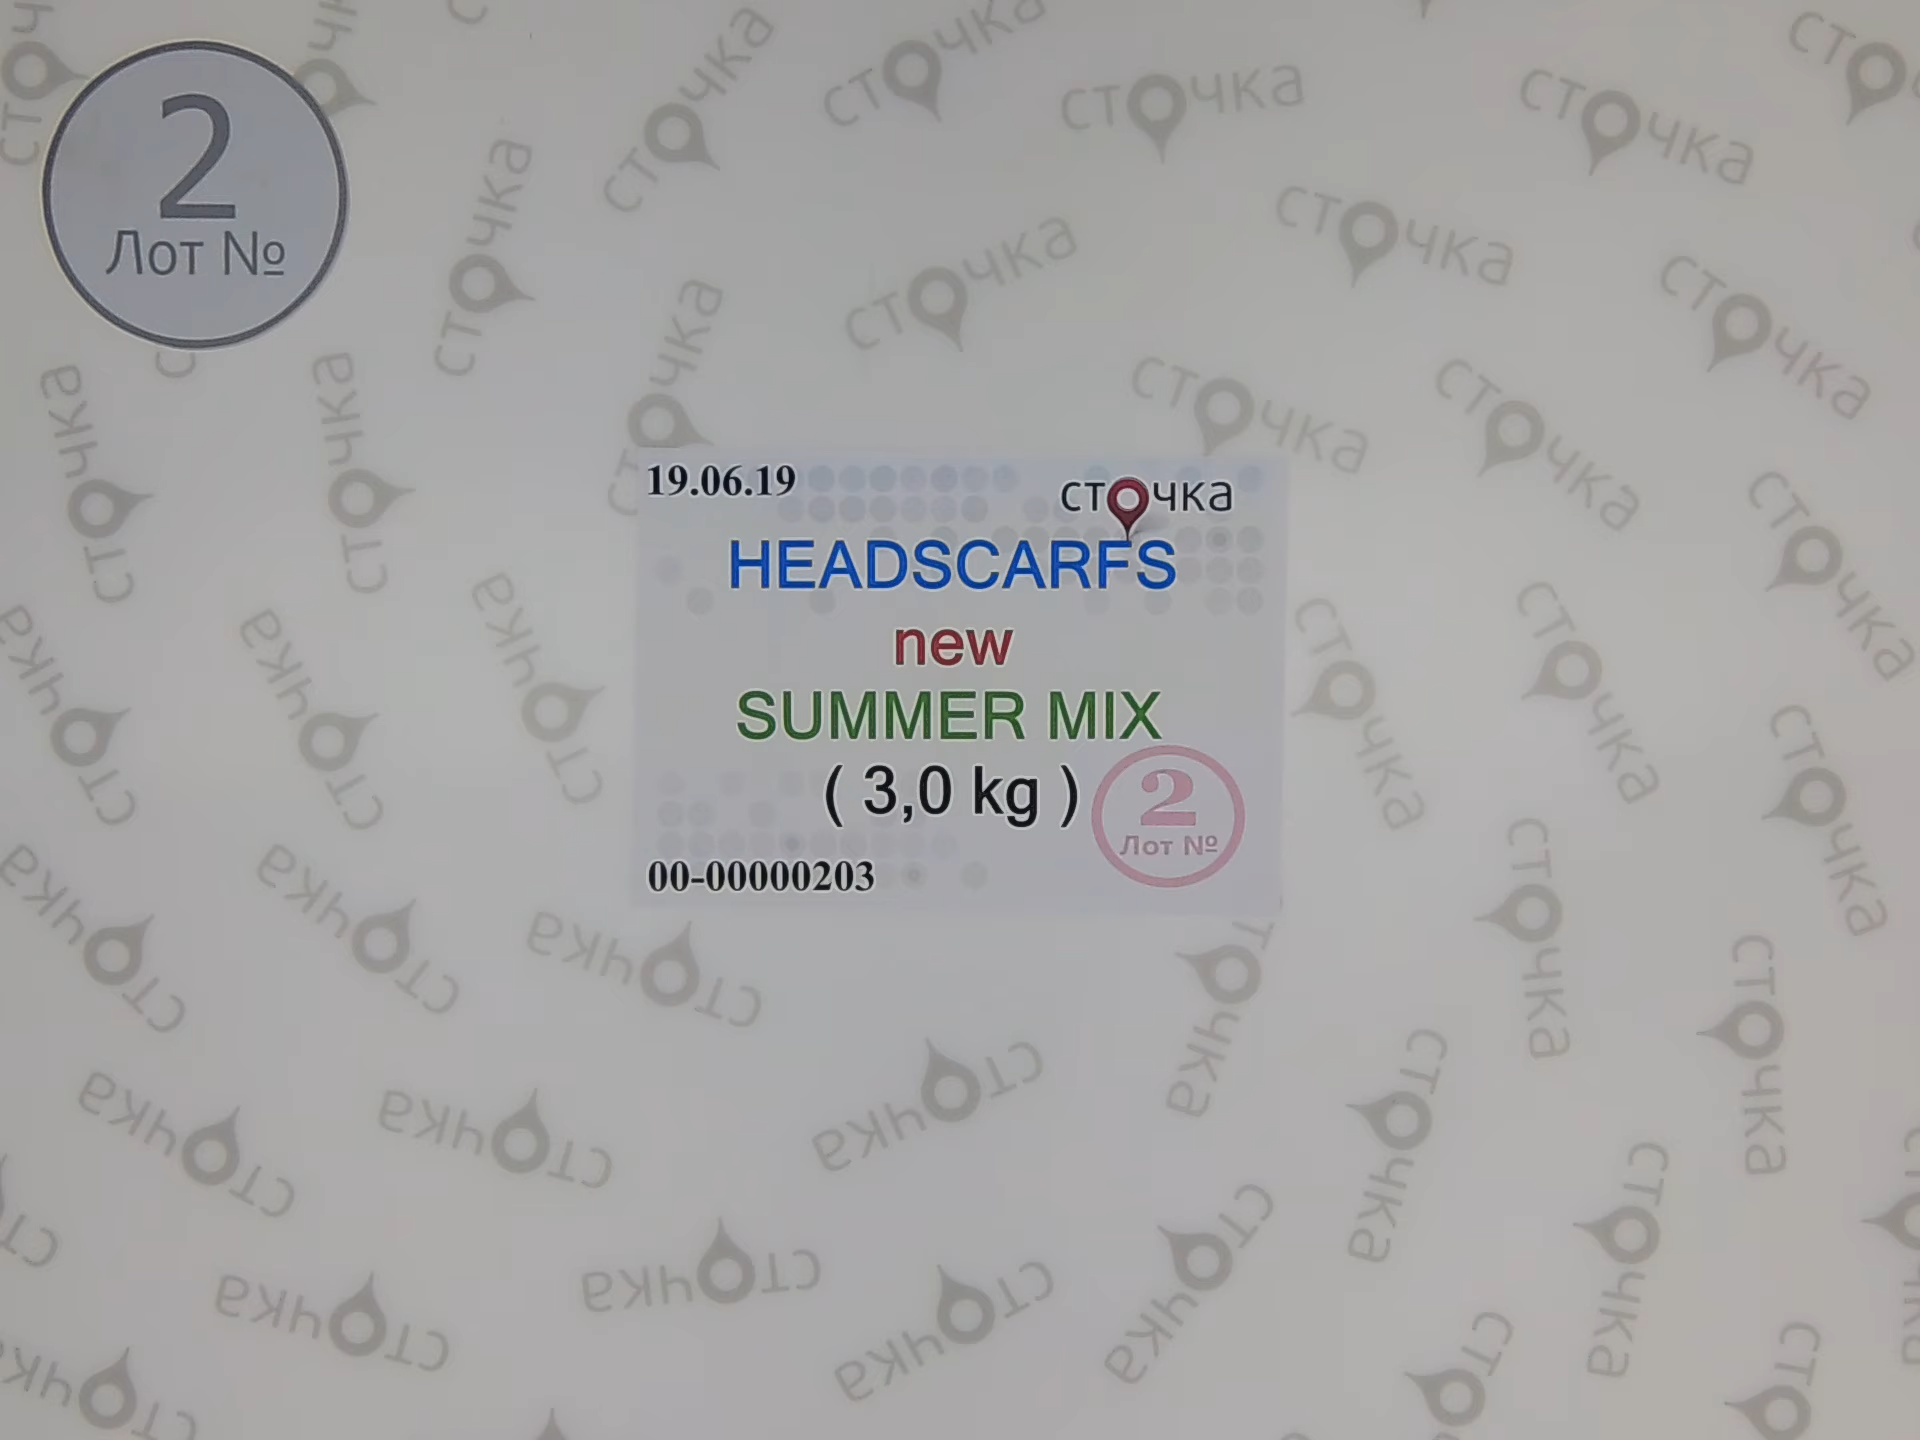 2
Лот №
19.06.19
сточка
HEADSCARFS
new
SUMMER MIX
( 3,0 kg )
2
Лот №
00-00000203